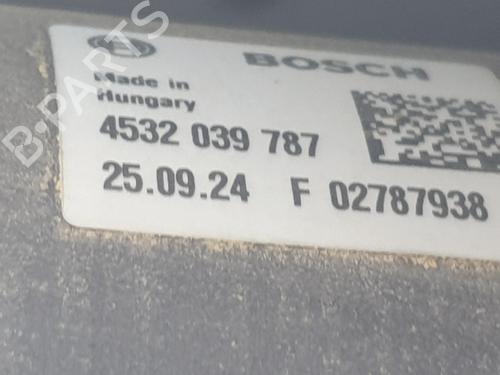 BOSCH
Made in
Hungary
4532 039 787
25.09.24 F 02787938
B-PARTS